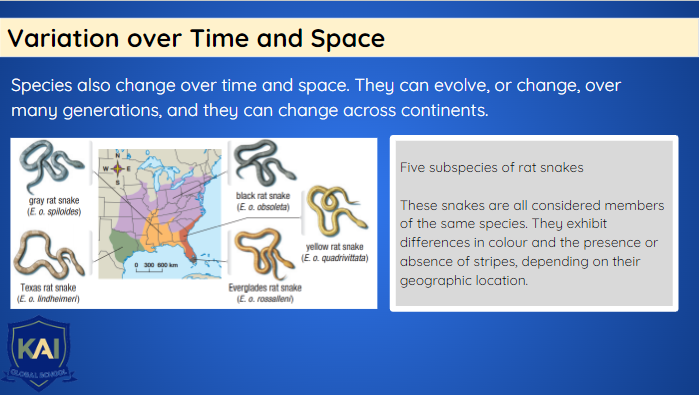 Variation over Time and Space
Species also change over time and space. They can evolve, or change, over
many generations, and they can change across continents.
gray rat snake
(E. o. spiloides)
N
W
E
S
black rat snake
(E. o. obsoleta)
yellow rat snake
(E. o. quadrivittata)
Texas rat snake
(E. o. lindheimeri)
0 300 600 km
Everglades rat snake
(E. o. rossalleni)
Five subspecies of rat snakes
These snakes are all considered members
of the same species. They exhibit
differences in colour and the presence or
absence of stripes, depending on their
geographic location.
KAI
GLOBAL SCHOOL